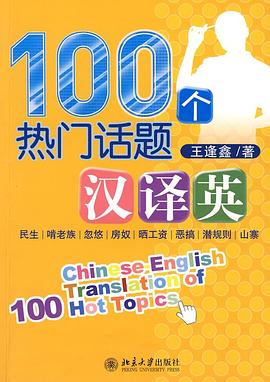 100个
热门话题
王逢鑫/著
汉译英
民生|啃老族|忽悠|房奴|晒工资|恶搞|潜规则|山寨
Chinese-English
Translation of
100 Hot Topics
北京大学出版社
PEKING UNIVERSITY PRESS